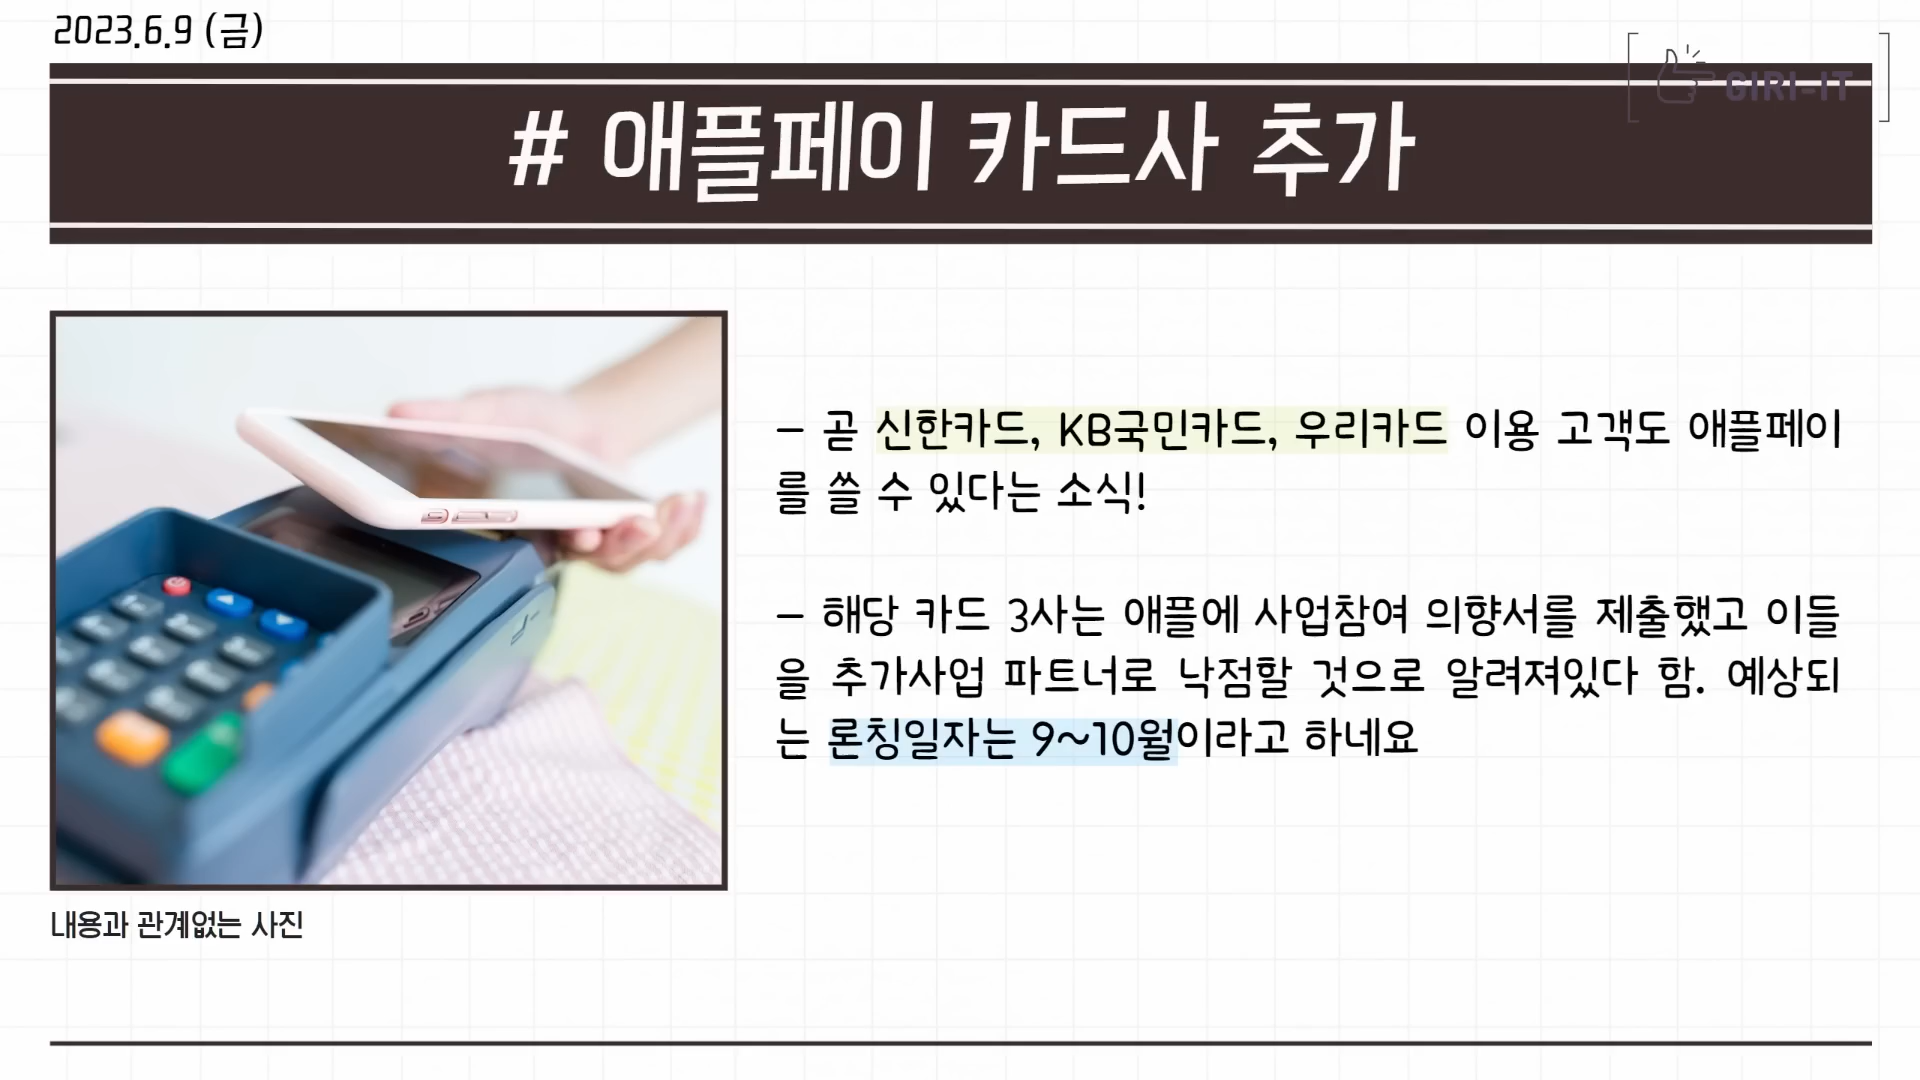 2023.6.9 (금)
GIRI-IT
# 애플페이 카드사 추가
- 곧 신한카드, KB국민카드, 우리카드 이용 고객도 애플페이
를 쓸 수 있다는 소식!
- 해당 카드 3사는 애플에 사업참여 의향서를 제출했고 이들
을 추가사업 파트너로 낙점할 것으로 알려져있다 함. 예상되
는 론칭일자는 9~10월이라고 하네요
내용과 관계없는 사진